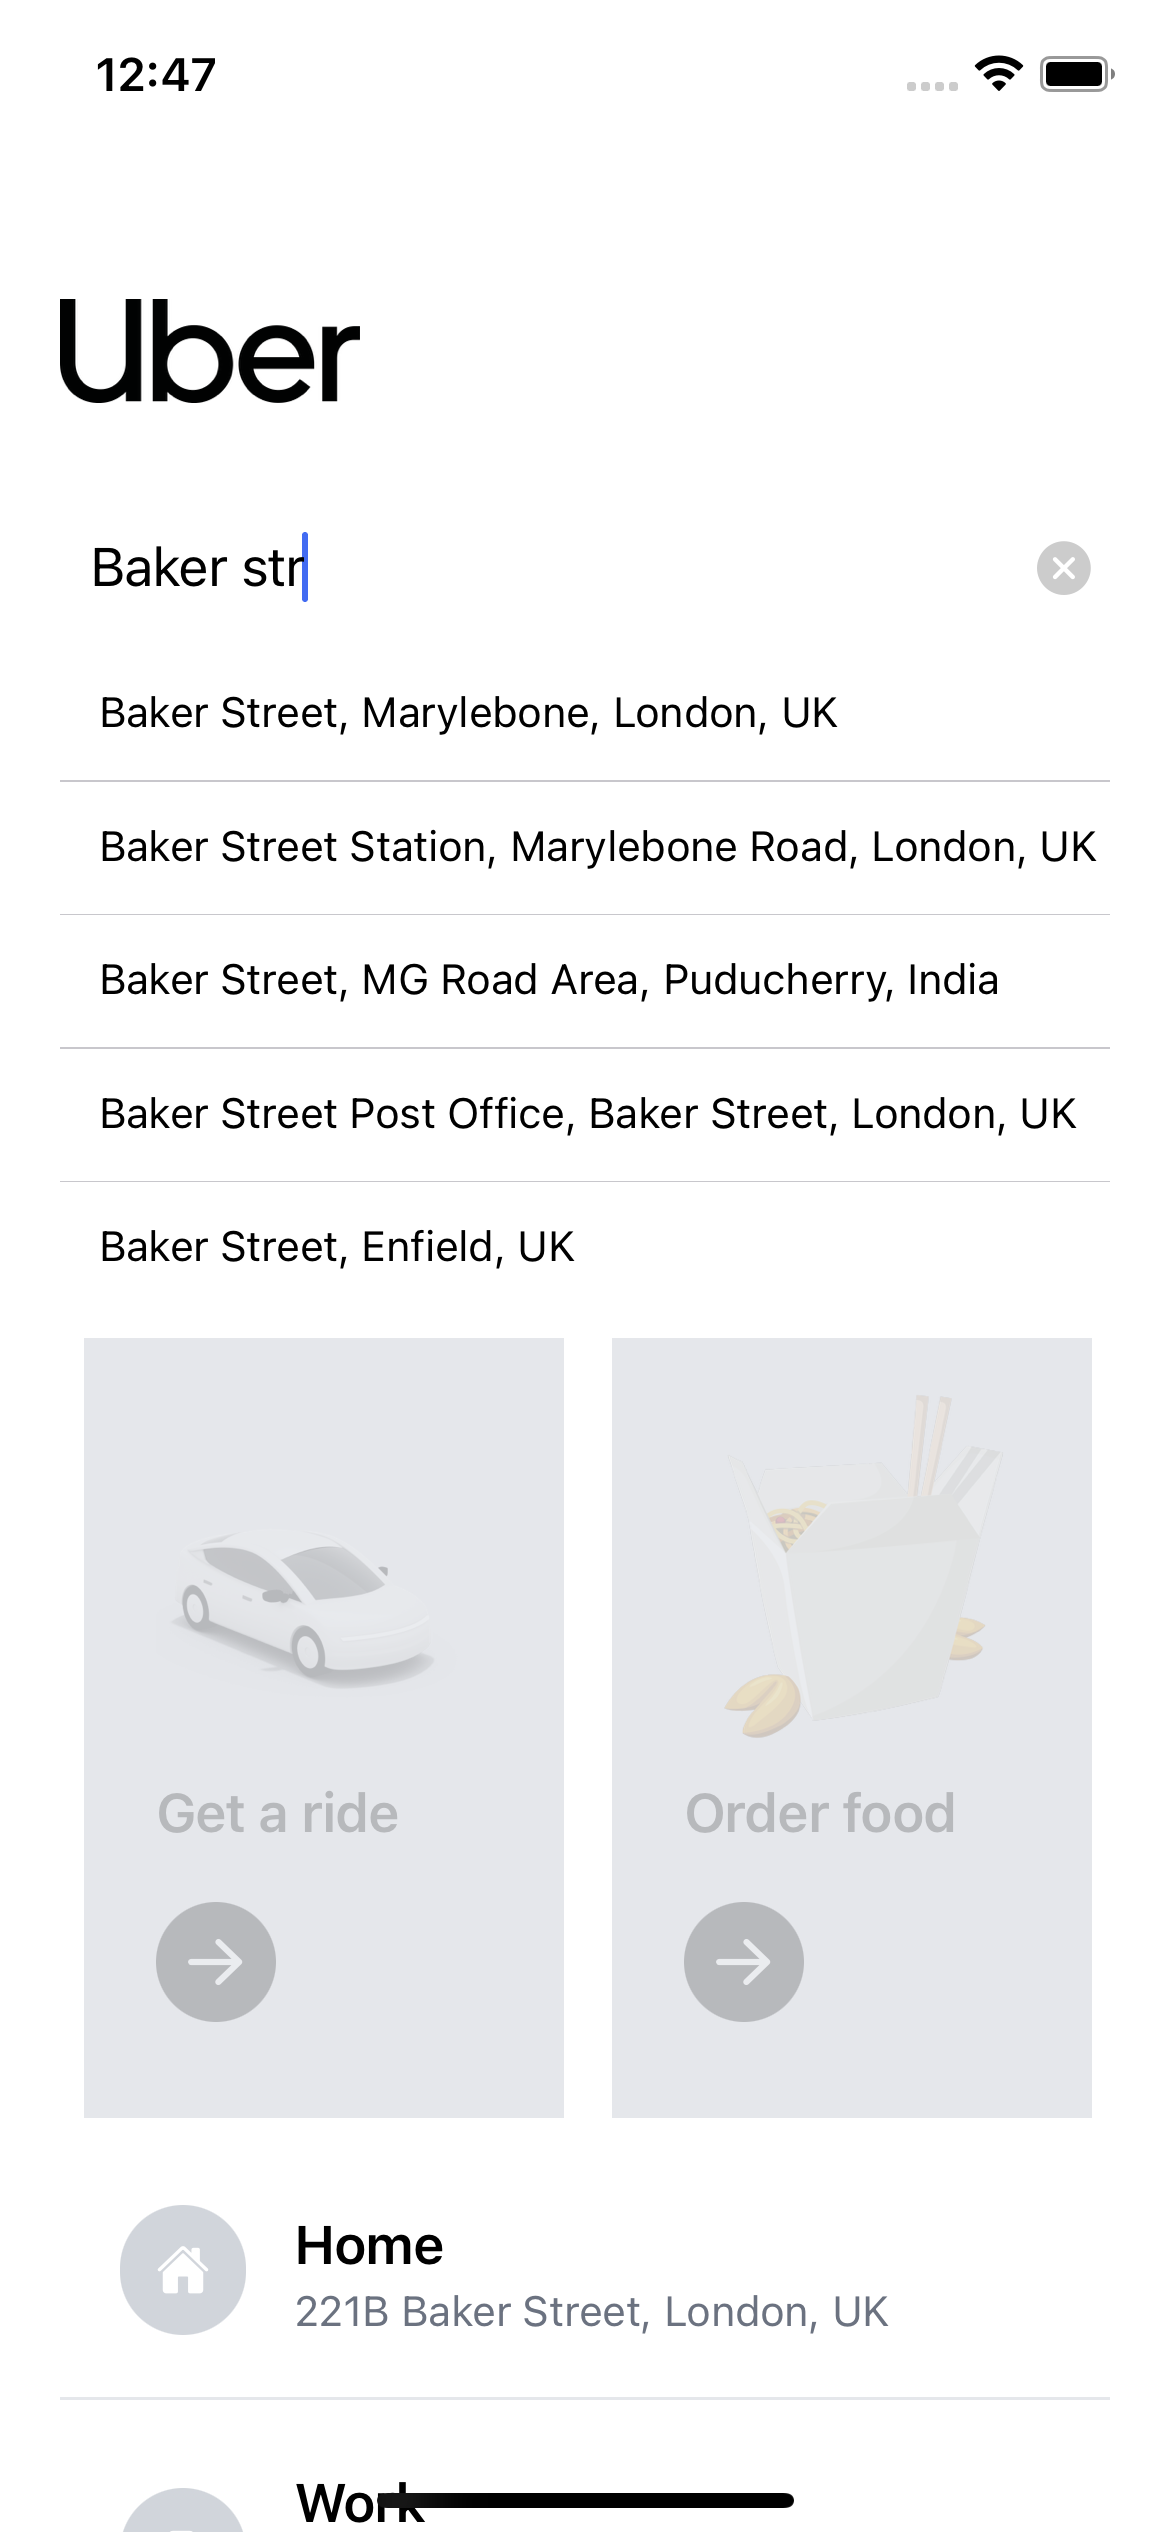 12:47
Uber
Baker str
Baker Street, Marylebone, London, UK
Baker Street Station, Marylebone Road, London, UK
Baker Street, MG Road Area, Puducherry, India
Baker Street Post Office, Baker Street, London, UK
Baker Street, Enfield, UK
Get a ride
Order food
Home
221B Baker Street, London, UK
Work